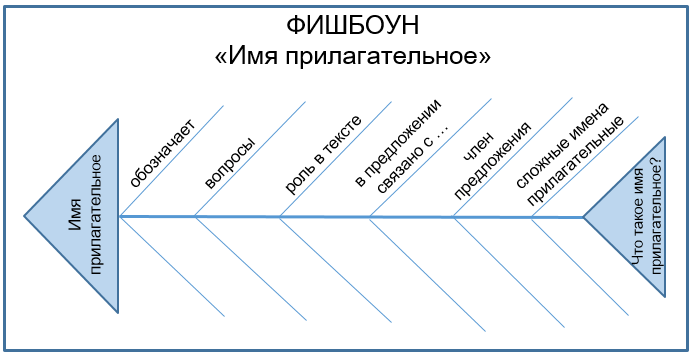 ФИШБОУН
«Имя прилагательное»
Имя
прилагательное
обозначает
вопросы
роль в тексте
в предложении
связано с ...
член
предложения
сложные имена
прилагательные
Что такое имя
прилагательное?